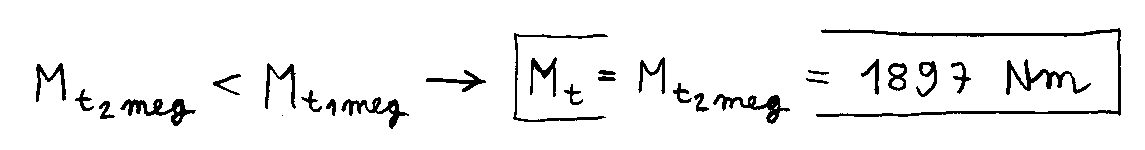 M_t2meg < M_t1meg → M_t = M_t2meg = 1897 Nm